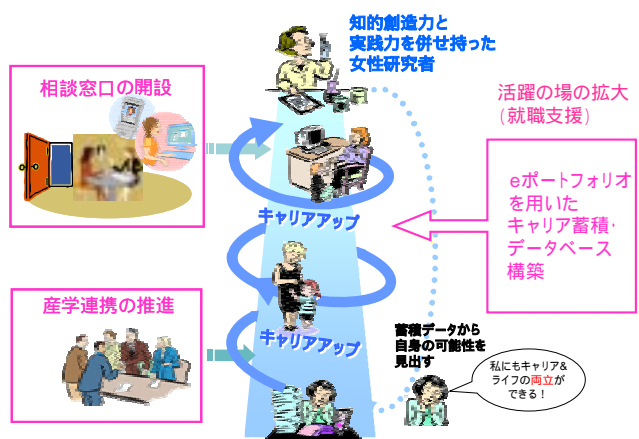 知的創造力と
実践力を併せ持った
女性研究者
相談窓口の開設
活躍の場の拡大
(就職支援)
eポートフォリオ
を用いた
キャリア蓄積・
データベース
構築
キャリアアップ
産学連携の推進
キャリアアップ
蓄積データから
自身の可能性を
見出す
私にもキャリア&
ライフの両立が
できる！